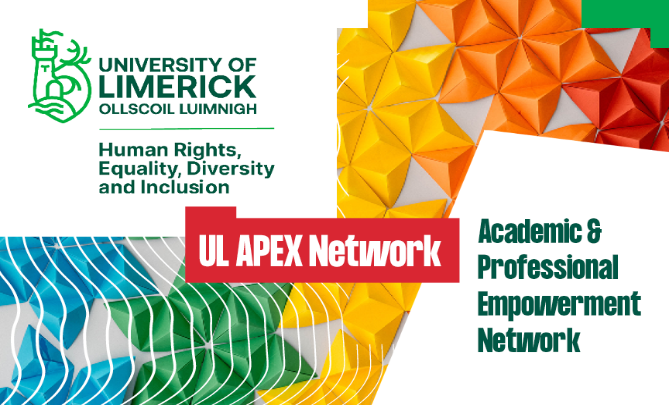 UNIVERSITY OF
LIMERICK
OLLSCOIL LUIMNIGH
Human Rights,
Equality, Diversity
and Inclusion
UL APEX Network
Academic &
Professional
Empowerment
Network